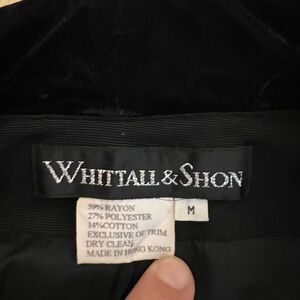 WHITTALL & SHON
59% RAYON
27% POLYESTER
14% COTTON
EXCLUSIVE OF TRIM
DRY CLEAN
MADE IN HONG KONG
M